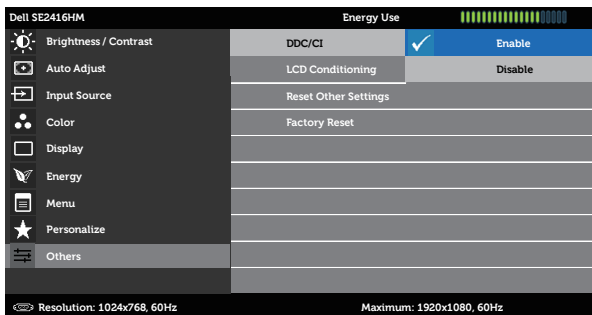 Dell SE2416HM Energy Use
Brightness / Contrast DDC/CI Enable
Auto Adjust LCD Conditioning Disable
Input Source Reset Other Settings
Color Factory Reset
Display
Energy
Menu
Personalize
Others
Resolution: 1024x768, 60Hz Maximum: 1920x1080, 60Hz